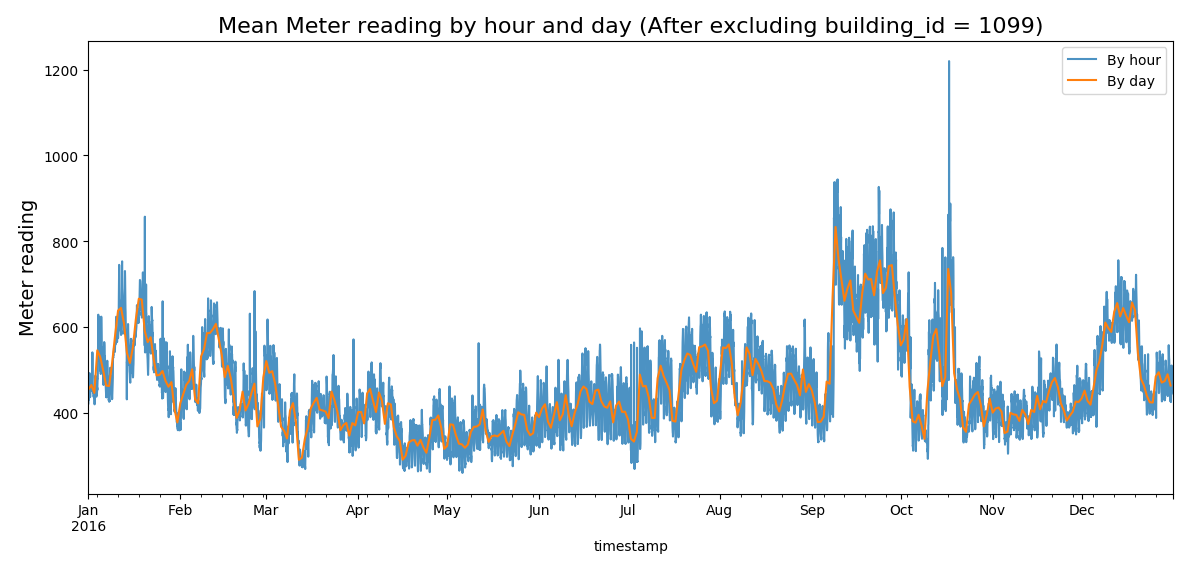 Mean Meter reading by hour and day (After excluding building_id = 1099)
By hour
By day
Meter reading
1200
1000
800
600
400
Jan Feb Mar Apr May Jun Jul Aug Sep Oct Nov Dec
2016
timestamp